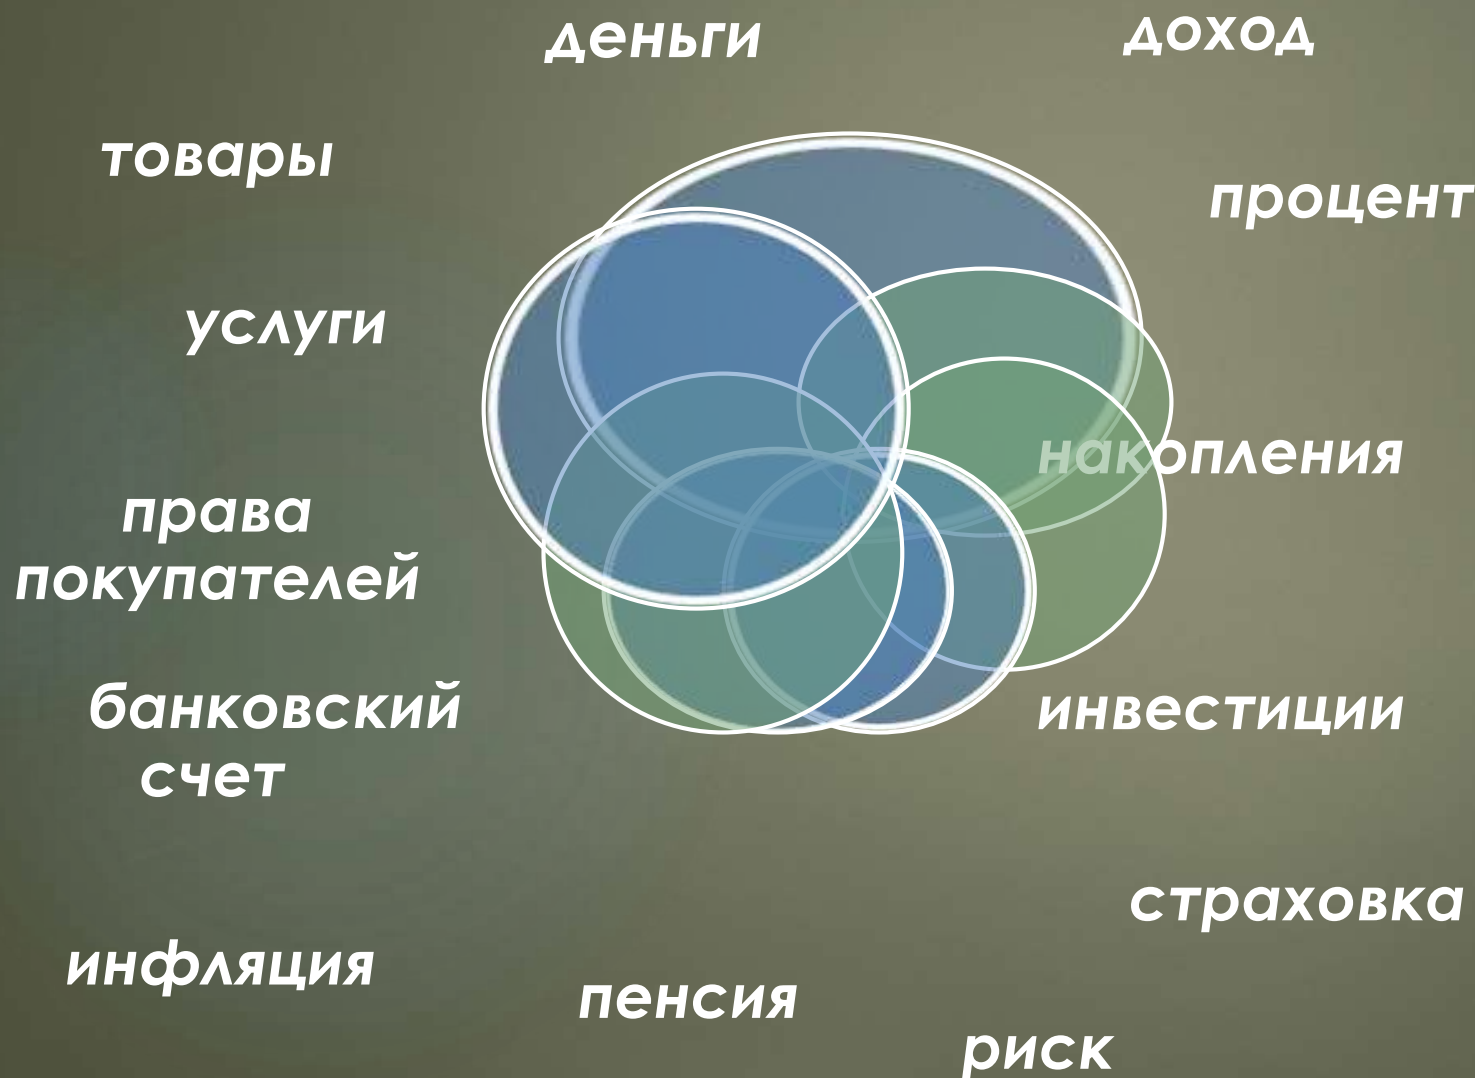 деньги
доход
товары
процент
услуги
накопления
права
покупателей
банковский
счет
инвестиции
страховка
инфляция
пенсия
риск